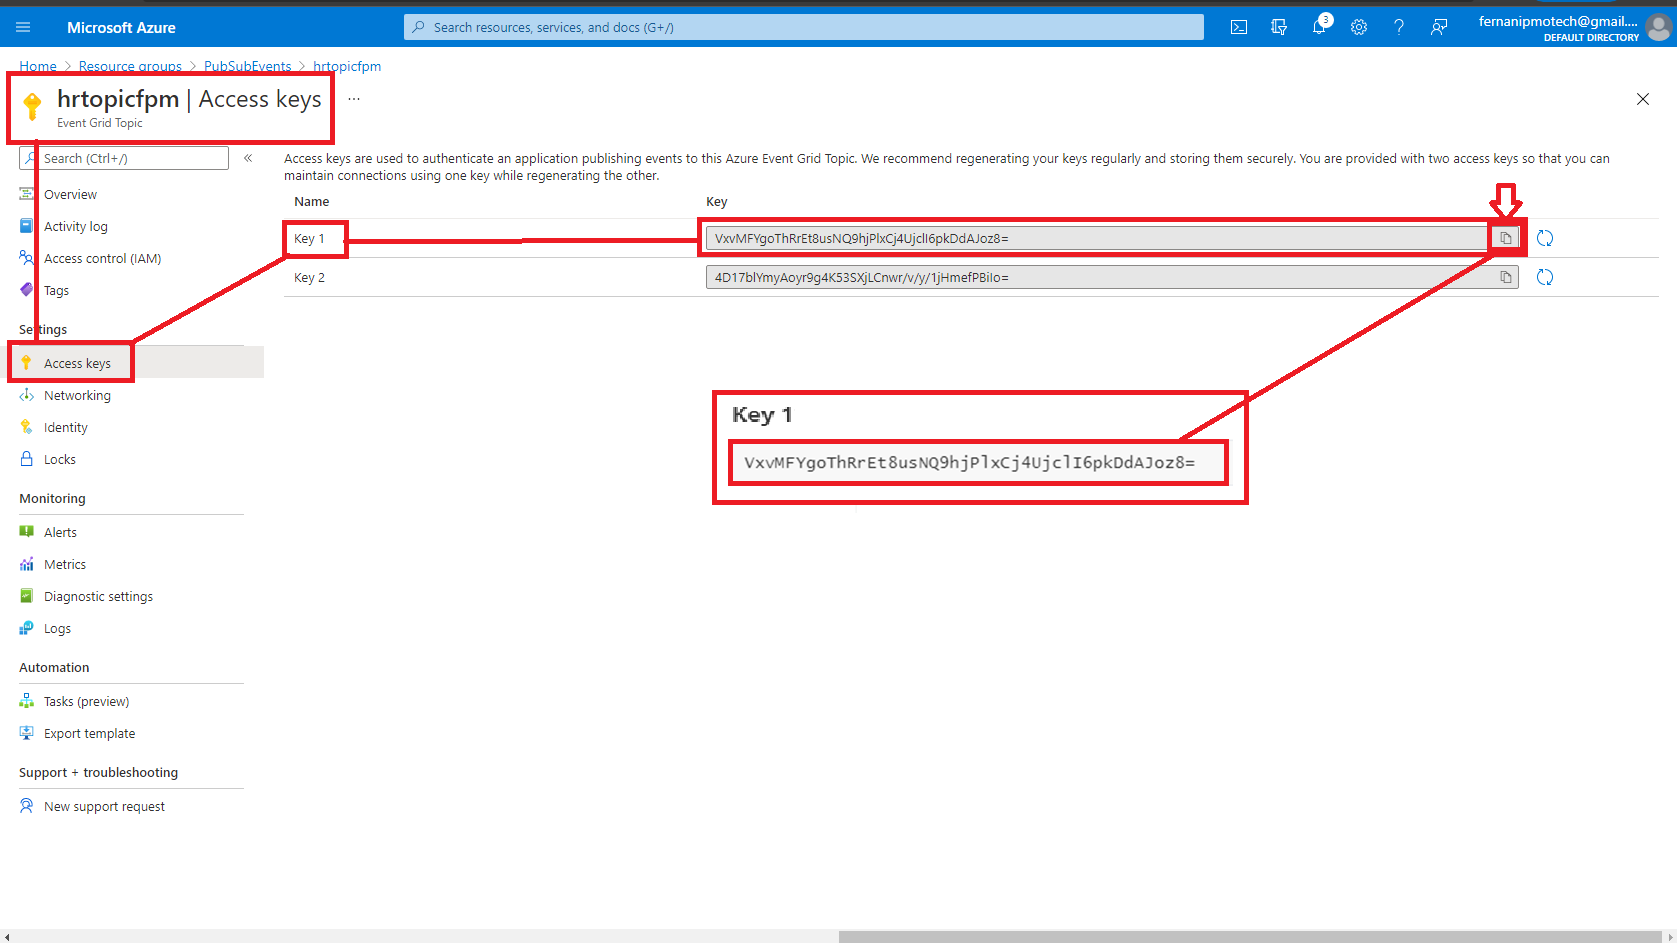 Microsoft Azure
Search resources, services, and docs (G+/)
3
fernanipmotech@gmail....
DEFAULT DIRECTORY
Home > Resource groups > PubSubEvents > hrtopicfpm
hrtopicfpm | Access keys ...
Event Grid Topic
Search (Ctrl+/)
«
Overview
Activity log
Access control (IAM)
Tags
Settings
Access keys
Networking
Identity
Locks
Monitoring
Alerts
Metrics
Diagnostic settings
Logs
Automation
Tasks (preview)
Export template
Support + troubleshooting
New support request
Access keys are used to authenticate an application publishing events to this Azure Event Grid Topic. We recommend regenerating your keys regularly and storing them securely. You are provided with two access keys so that you can
maintain connections using one key while regenerating the other.
Name Key
Key 1 VxvMFYgoThRrEt8usNQ9hjPlxCj4UjclI6pkDdAJoz8=
Key 2 4D17blYmyAoyr9g4K53SXjLCnwr/v/y/1jHmefPBiIo=
Key 1
VxvMFYgoThRrEt8usNQ9hjPlxCj4UjclI6pkDdAJoz8=